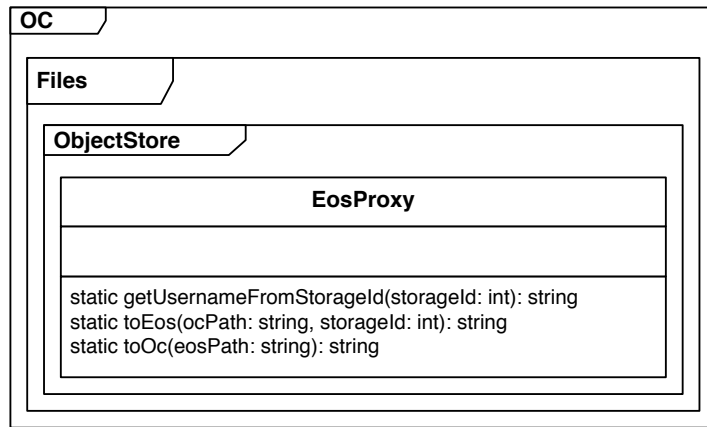 OC
Files
ObjectStore
EosProxy
static getUsernameFromStorageId(storageId: int): string
static toEos(ocPath: string, storageId: int): string
static toOc(eosPath: string): string